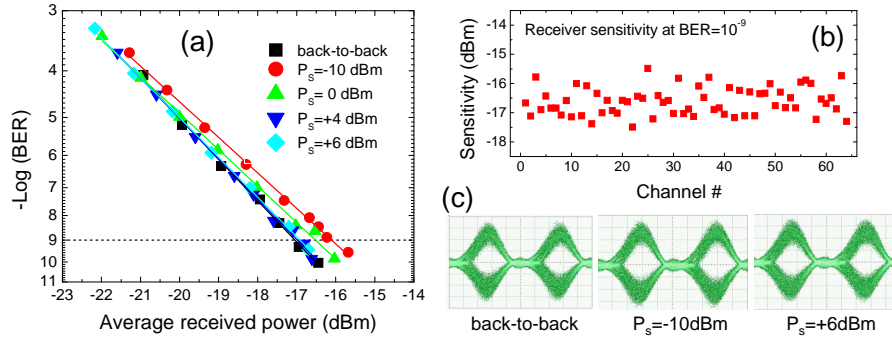 (a)
-Log (BER)
3
4
5
6
7
8
9
10
11
-23 -22 -21 -20 -19 -18 -17 -16 -15 -14
Average received power (dBm)
back-to-back
Pₛ=-10 dBm
Pₛ= 0 dBm
Pₛ=+4 dBm
Pₛ=+6 dBm
(b)
Receiver sensitivity at BER=10⁻⁹
Sensitivity (dBm)
-14
-15
-16
-17
-18
0 10 20 30 40 50 60
Channel #
(c)
back-to-back Pₛ=-10dBm Pₛ=+6dBm